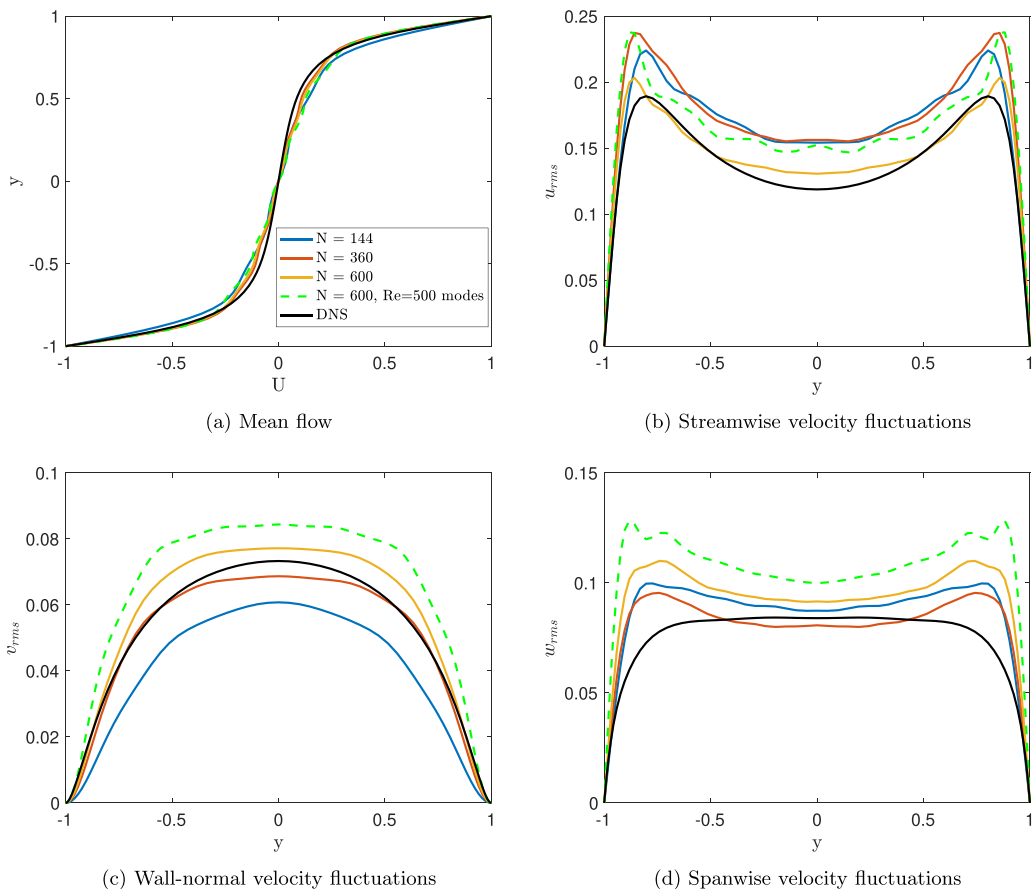 1
0.5
0
-0.5
-1
y
-1
-0.5
0
0.5
1
U
N = 144
N = 360
N = 600
N = 600, Re=500 modes
DNS
(a) Mean flow
0.25
0.2
0.15
0.1
0.05
0
u_rms
-1
-0.5
0
0.5
1
y
(b) Streamwise velocity fluctuations
0.1
0.08
0.06
0.04
0.02
0
v_rms
-1
-0.5
0
0.5
1
y
(c) Wall-normal velocity fluctuations
0.15
0.1
0.05
0
w_rms
-1
-0.5
0
0.5
1
y
(d) Spanwise velocity fluctuations